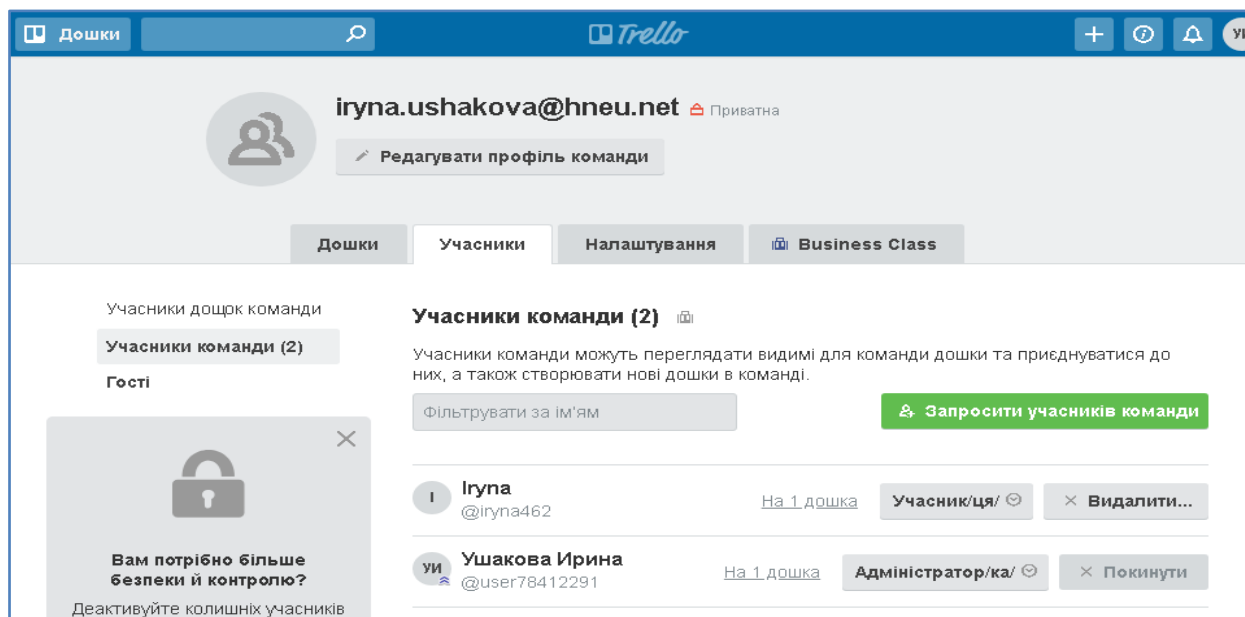 Дошки
Trello
УИ
iryna.ushakova@hneu.net Приватна
Редагувати профіль команди
Дошки Учасники Налаштування Business Class
Учасники дощок команди
Учасники команди (2)
Гості
Вам потрібно більше
безпеки й контролю?
Деактивуйте колишніх учасників
Учасники команди (2)
Учасники команди можуть переглядати видимі для команди дошки та приєднуватися до
них, а також створювати нові дошки в команді.
Фільтрувати за ім'ям
Запросити учасників команди
I
Iryna
@iryna462
На 1 дошка
Учасник/ця/
× Видалити...
УИ
Ушакова Ирина
@user78412291
На 1 дошка
Адміністратор/ка/
× Покинути